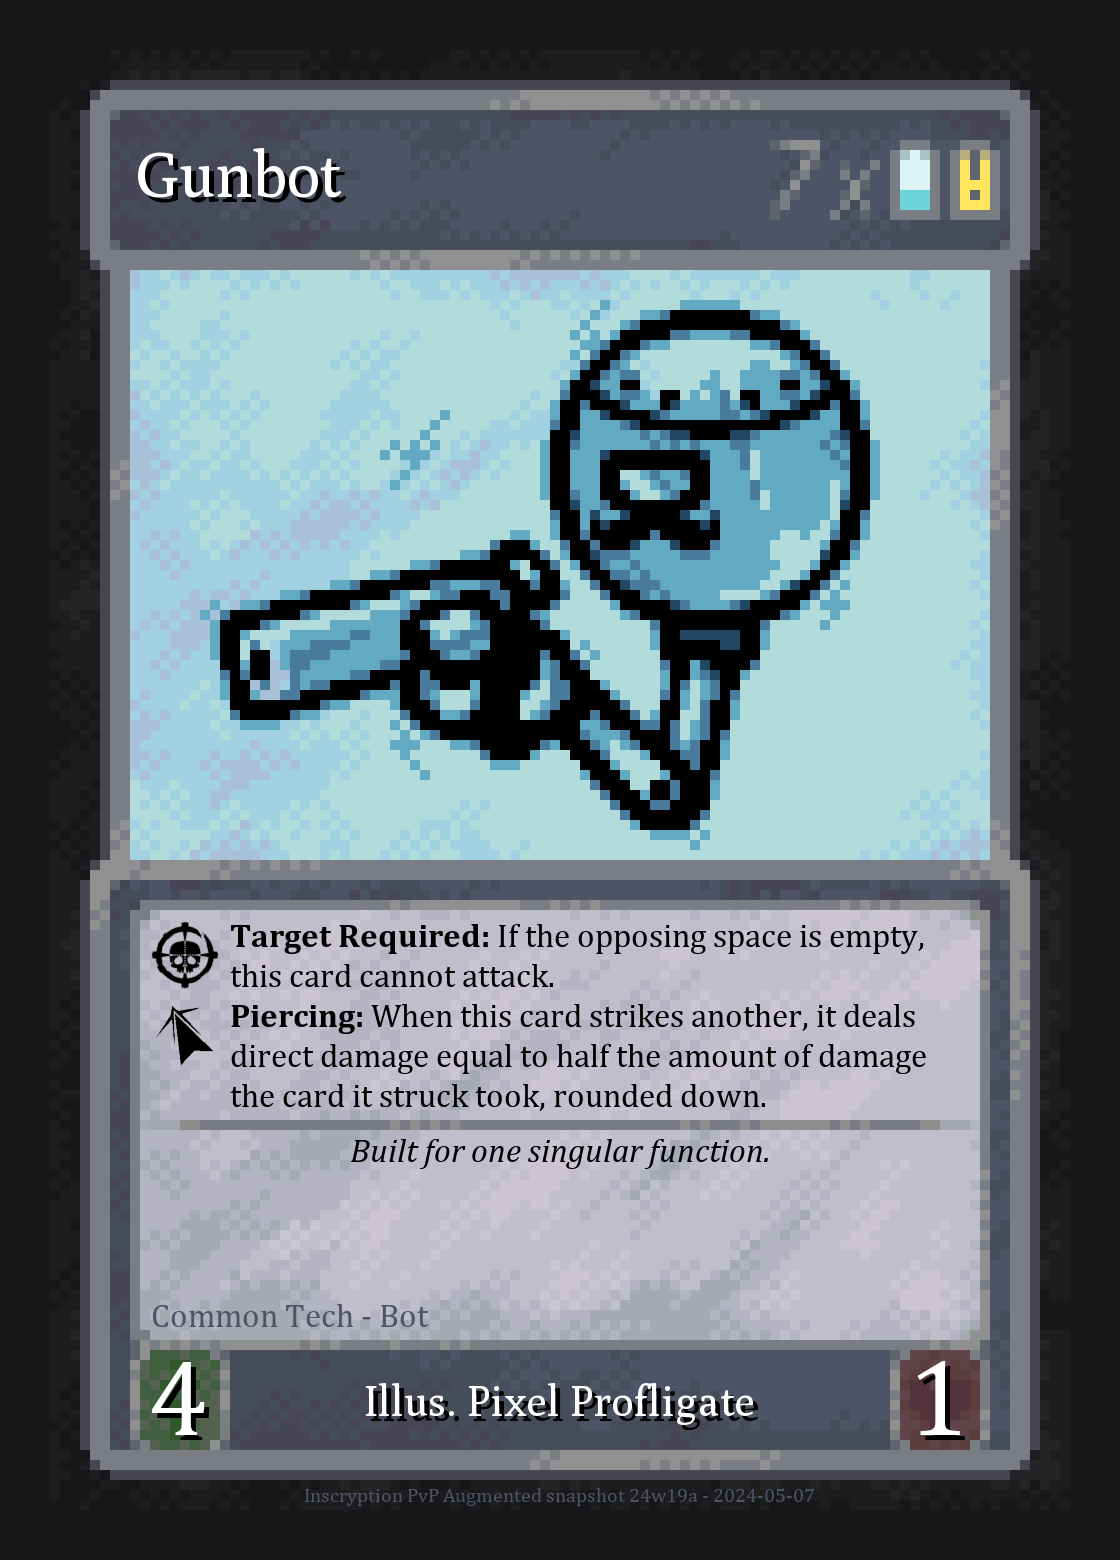 Gunbot 7x
Target Required: If the opposing space is empty,
this card cannot attack.
Piercing: When this card strikes another, it deals
direct damage equal to half the amount of damage
the card it struck took, rounded down.
Built for one singular function.
Common Tech - Bot
4 Illus. Pixel Profligate 1
Inscryption PvP Augmented snapshot 24w19a - 2024-05-07